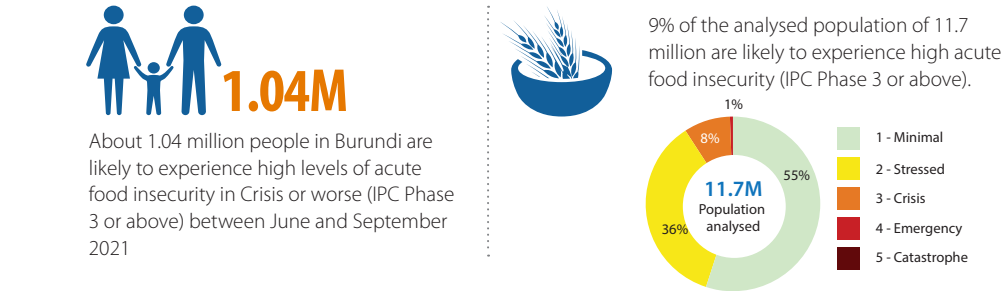 1.04M
About 1.04 million people in Burundi are
likely to experience high levels of acute
food insecurity in Crisis or worse (IPC Phase
3 or above) between June and September
2021
9% of the analysed population of 11.7
million are likely to experience high acute
food insecurity (IPC Phase 3 or above).
1%
8%
55%
36%
11.7M
Population
analysed
1 - Minimal
2 - Stressed
3 - Crisis
4 - Emergency
5 - Catastrophe